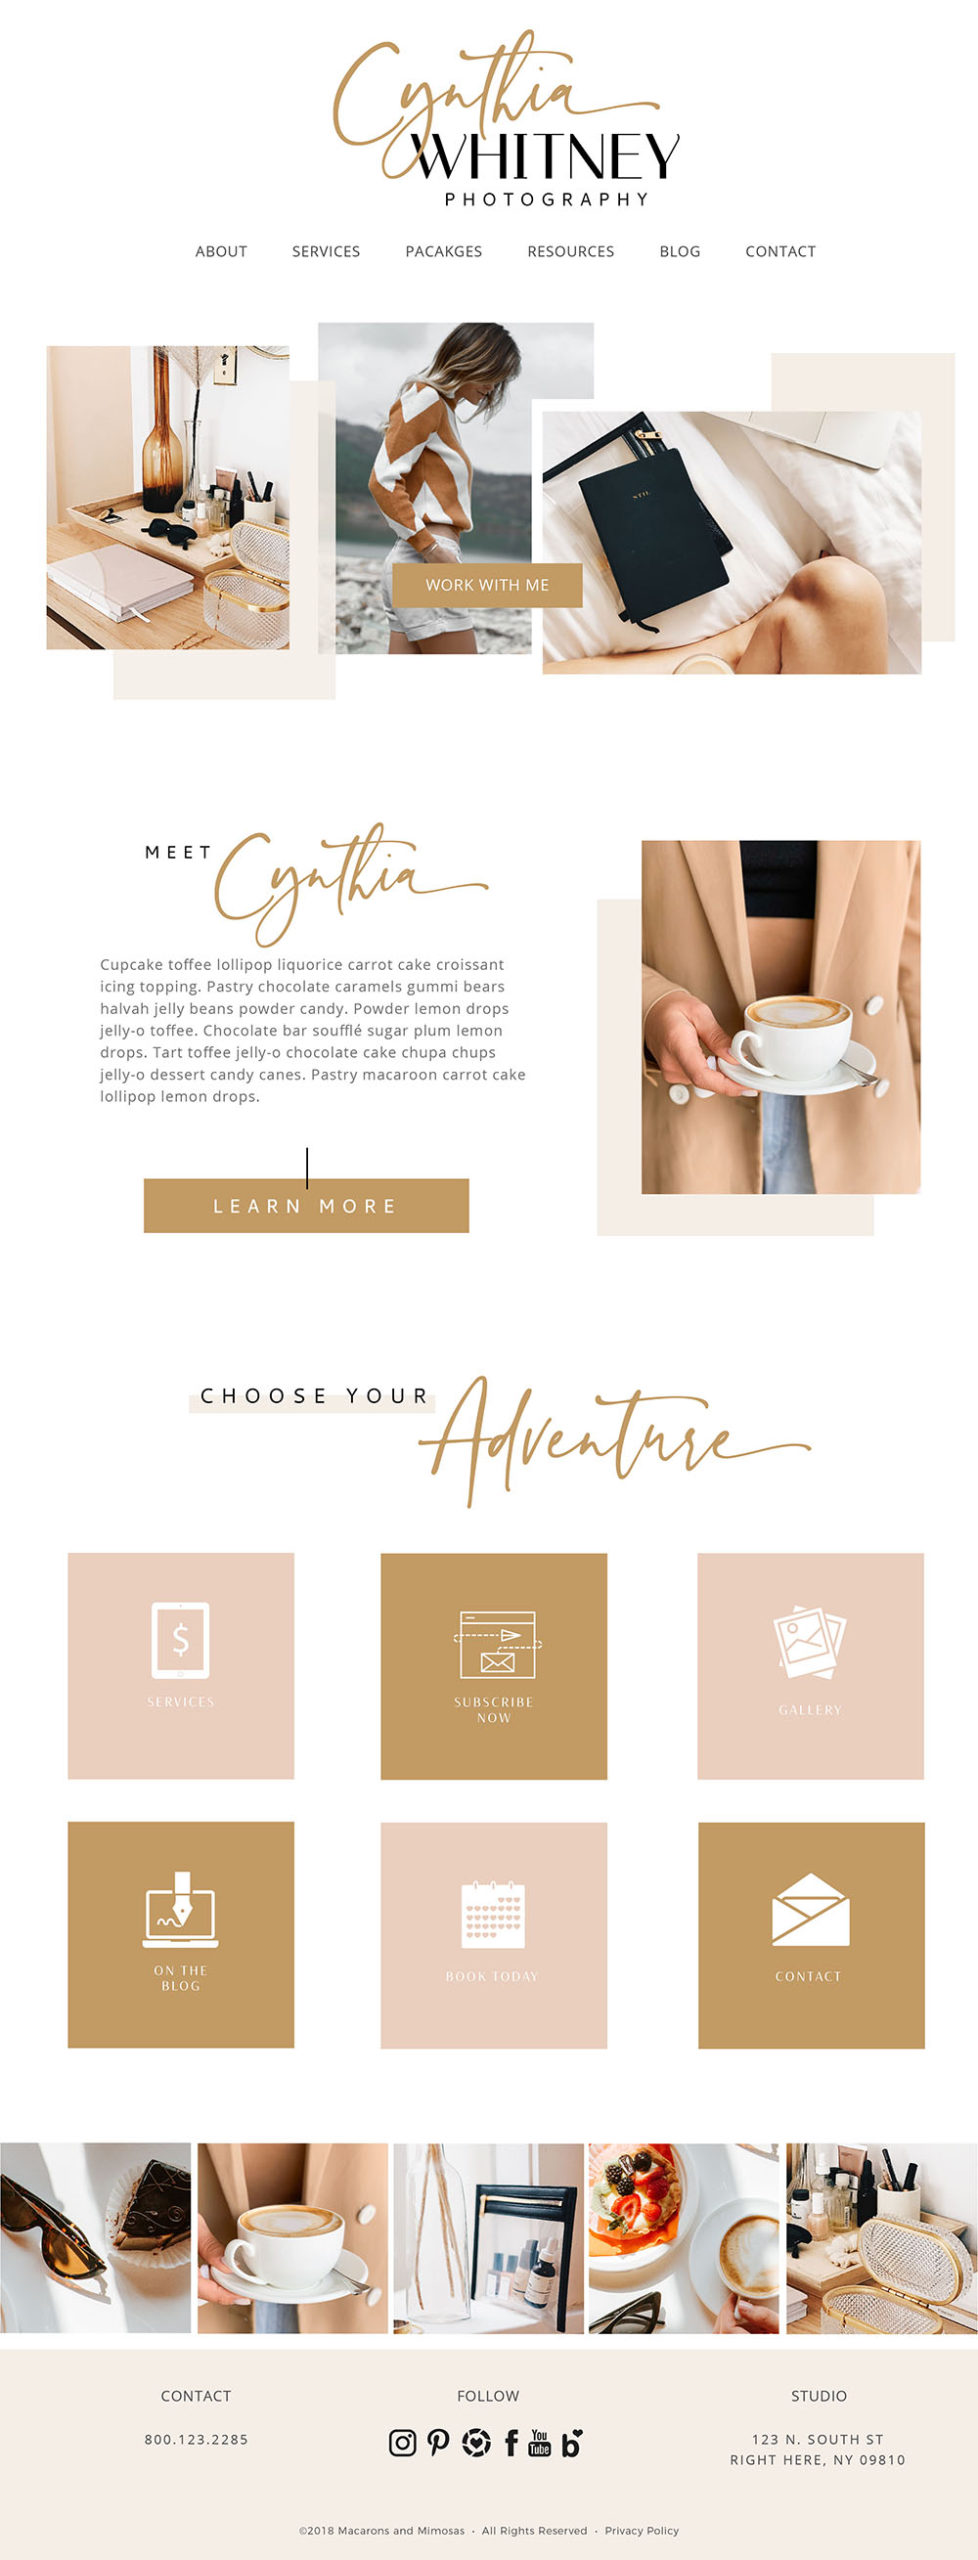 Cynthia
WHITNEY
PHOTOGRAPHY
ABOUT SERVICES PACAKGES RESOURCES BLOG CONTACT
STIL
WORK WITH ME
MEET Cynthia
Cupcake toffee lollipop liquorice carrot cake croissant
icing topping. Pastry chocolate caramels gummi bears
halvah jelly beans powder candy. Powder lemon drops
jelly-o toffee. Chocolate bar soufflé sugar plum lemon
drops. Tart toffee jelly-o chocolate cake chupa chups
jelly-o dessert candy canes. Pastry macaroon carrot cake
lollipop lemon drops.
LEARN MORE
CHOOSE YOUR Adventure
$
SERVICES
SUBSCRIBE
NOW
GALLERY
ON THE
BLOG
BOOK TODAY
CONTACT
CONTACT
800.123.2285
FOLLOW
You
Tube
STUDIO
123 N. SOUTH ST
RIGHT HERE, NY 09810
©2018 Macarons and Mimosas • All Rights Reserved • Privacy Policy